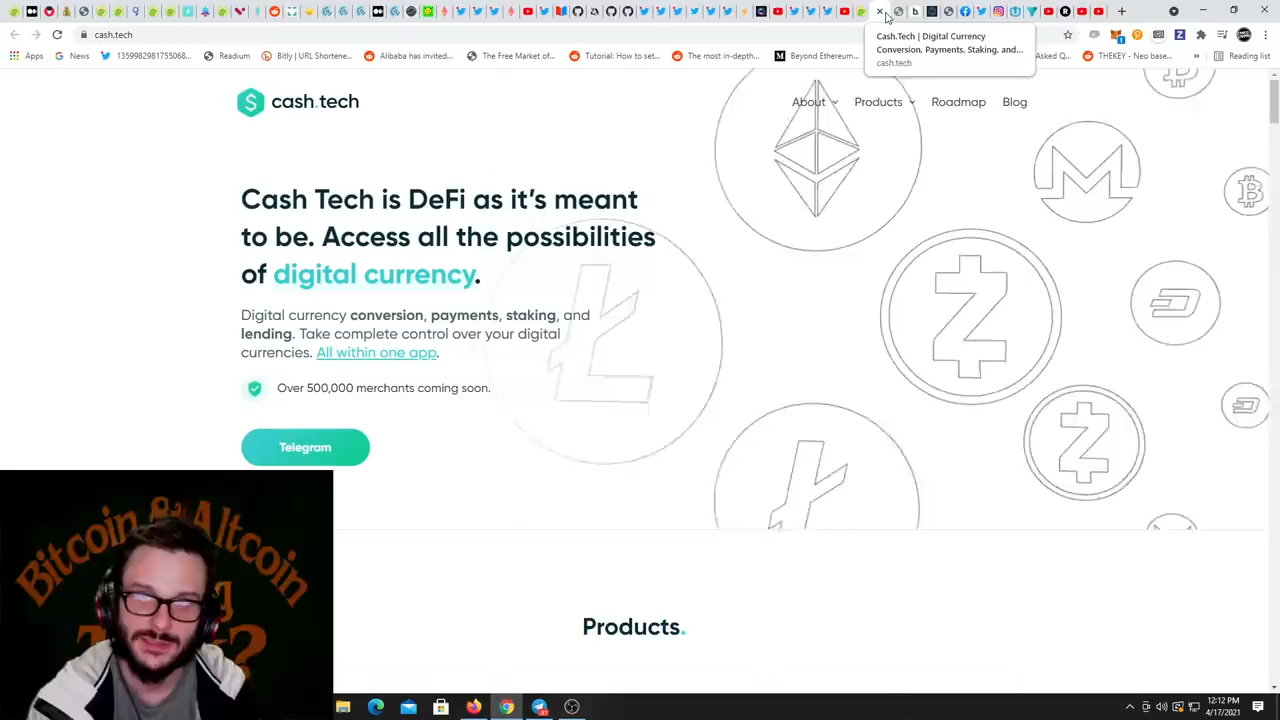 Cash.Tech | Digital Currency
Conversion, Payments, Staking, and...
cash.tech
cash.tech
Apps
News
13599829817550​68...
Readium
Bitly | URL Shortene...
Alibaba has invited...
The Free Market of...
Tutorial: How to set...
The most in-depth...
Beyond Ethereum...
Asked Q...
THEKEY - Neo base...
»
Reading list
cash.tech
About
Products
Roadmap
Blog
Cash Tech is DeFi as it's meant
to be. Access all the possibilities
of digital currency.
Digital currency conversion, payments, staking, and
lending. Take complete control over your digital
currencies. All within one app.
Over 500,000 merchants coming soon.
Telegram
Products.
Bitcoin & Altcoin
12:12 PM
4/17/2021